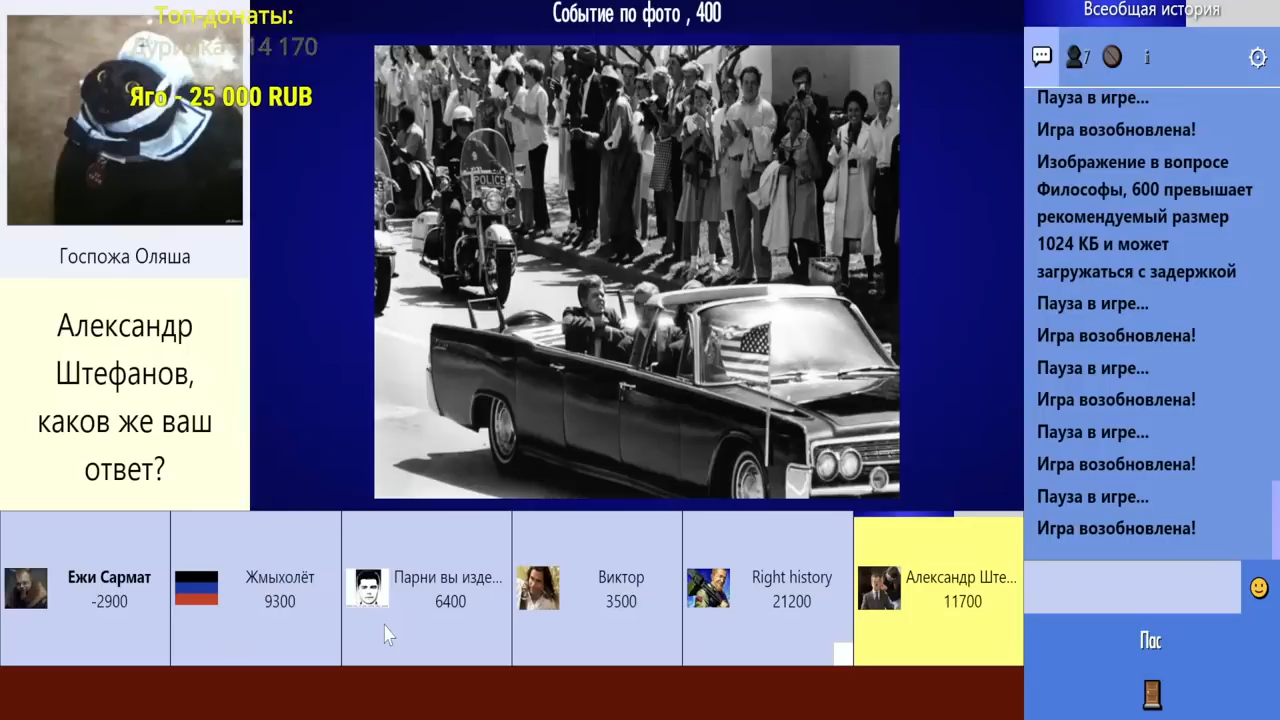 Топ-донаты:
Дурилка - 14 170
Яго - 25 000 RUB
Госпожа Оляша
Александр
Штефанов,
каков же ваш
ответ?
Событие по фото , 400
POLICE
Всеобщая история
7
i
Пауза в игре...
Игра возобновлена!
Изображение в вопросе
Философы, 600 превышает
рекомендуемый размер
1024 КБ и может
загружаться с задержкой
Пауза в игре...
Игра возобновлена!
Пауза в игре...
Игра возобновлена!
Пауза в игре...
Игра возобновлена!
Пауза в игре...
Игра возобновлена!
Пас
Ежи Сармат
-2900
Жмыхолёт
9300
Парни вы изде...
6400
Виктор
3500
Right history
21200
Александр Ште...
11700